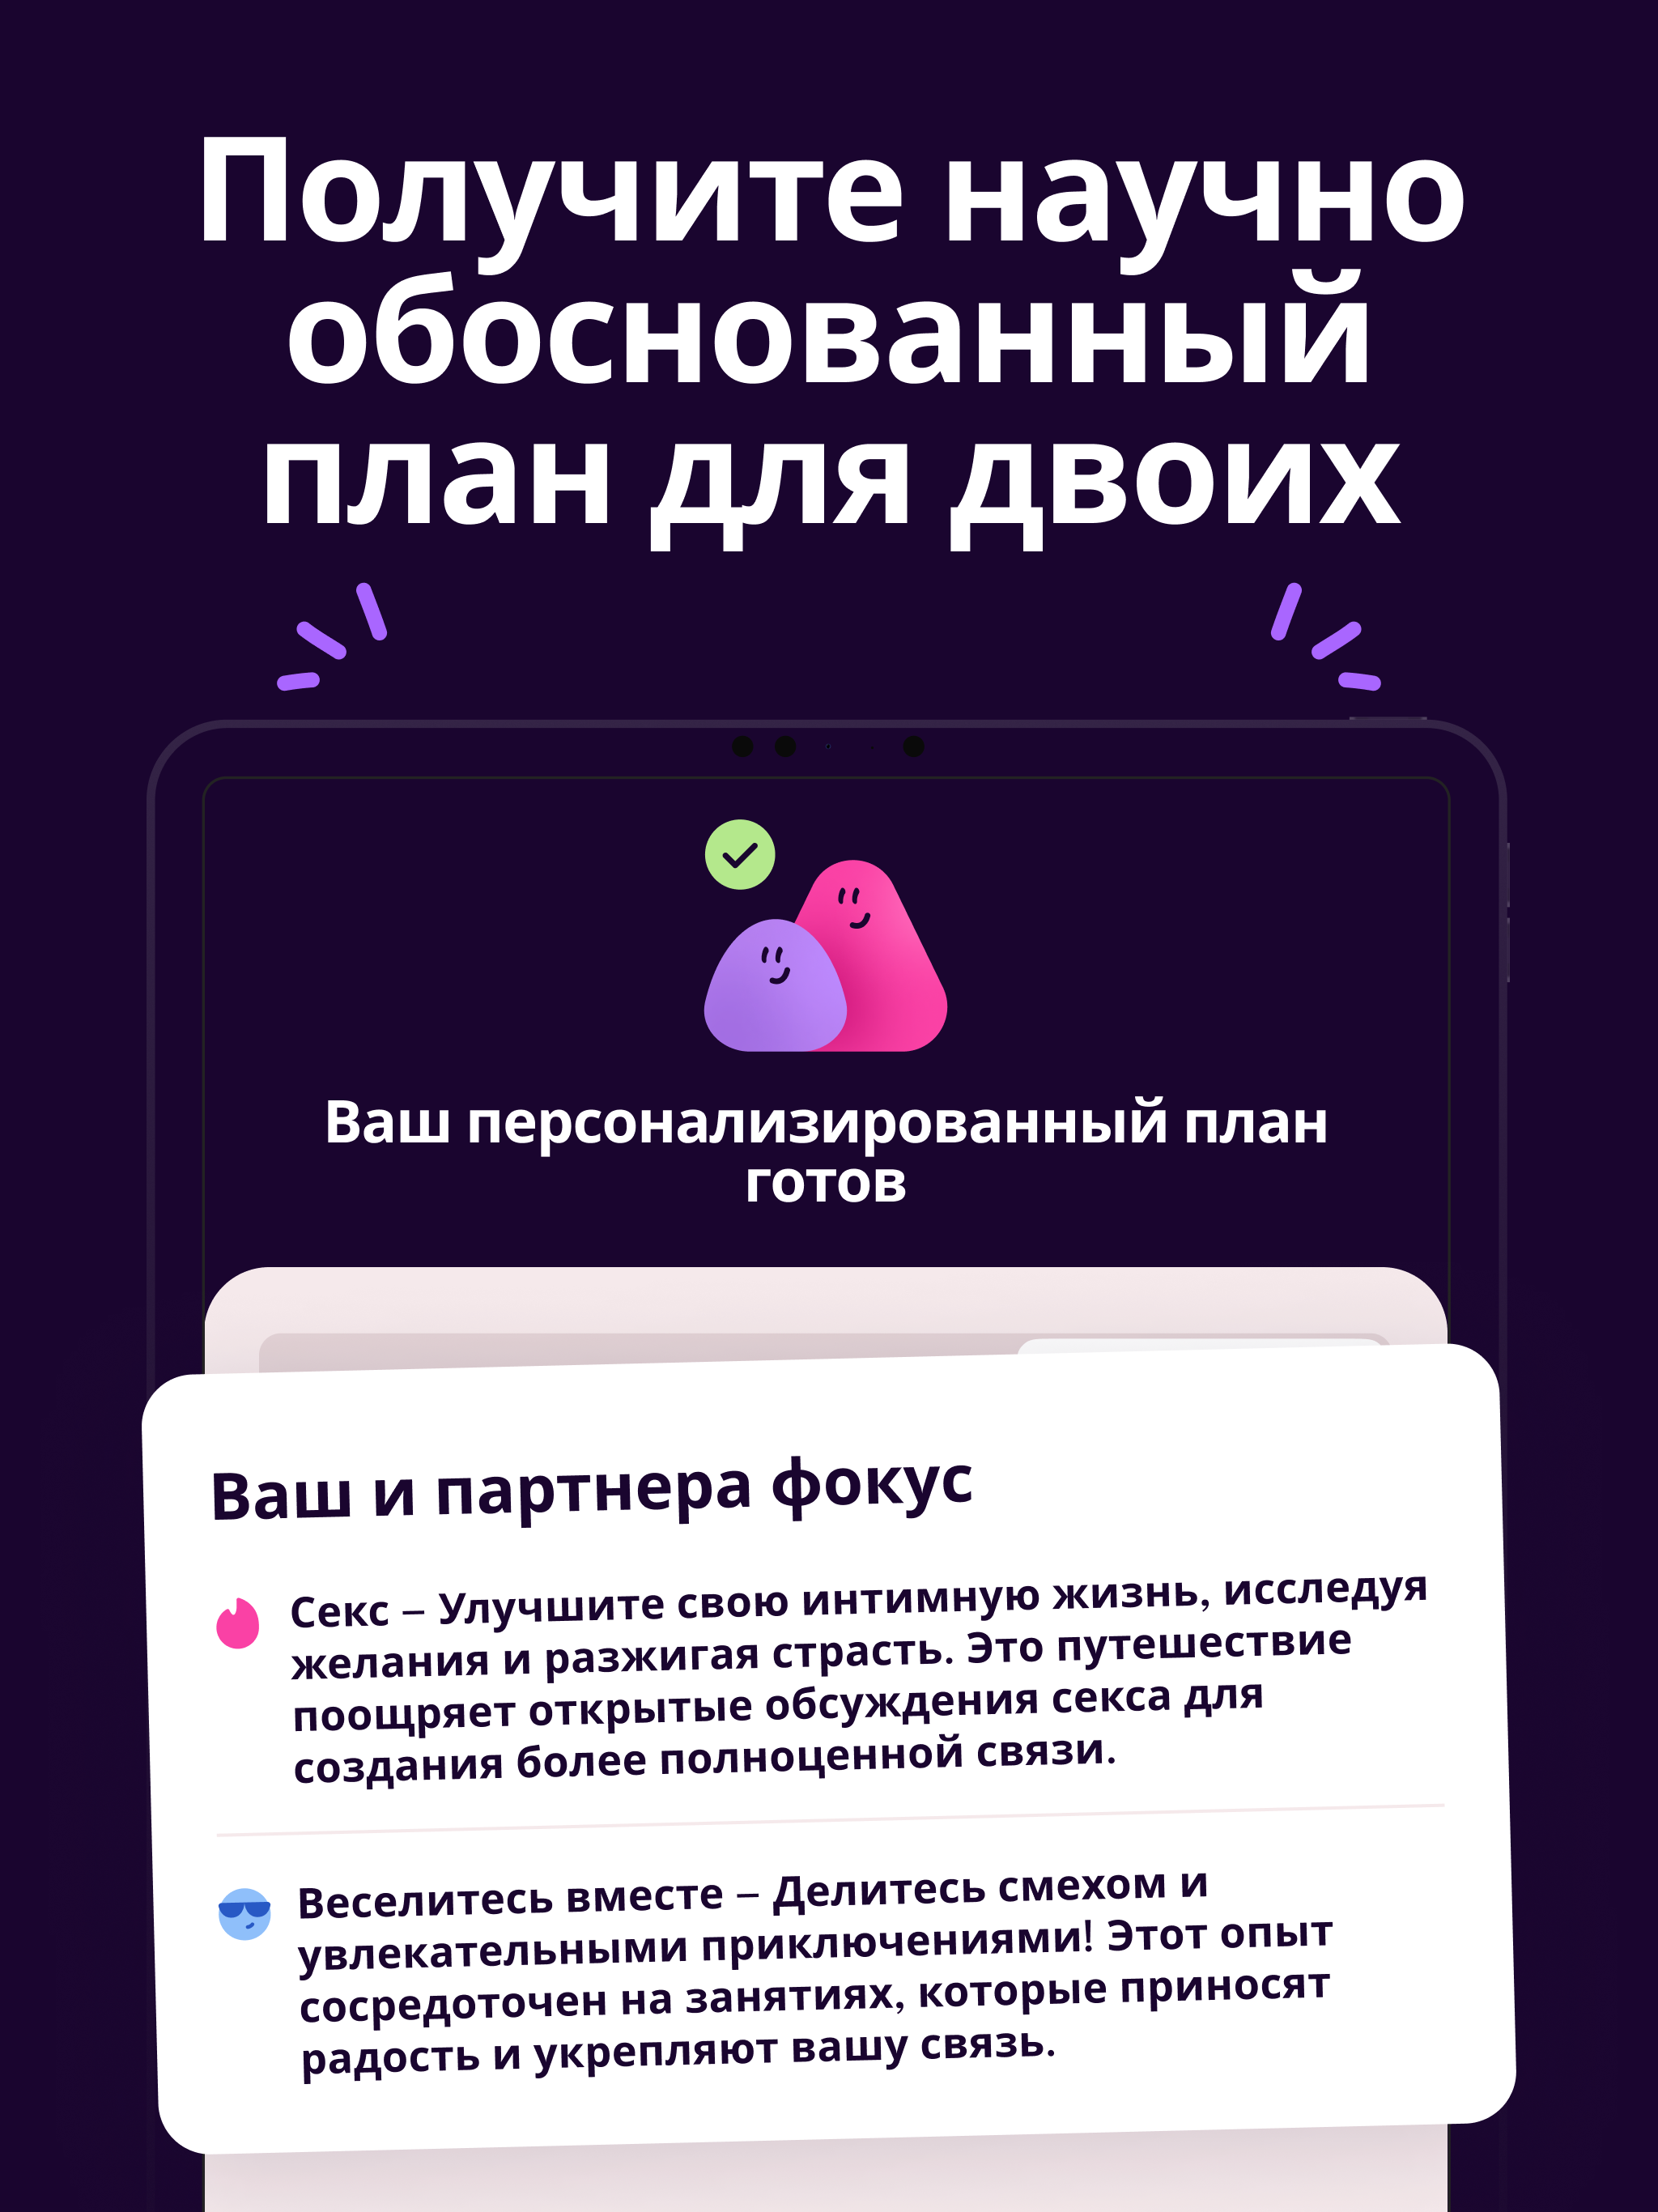 Получите научно
обоснованный
план для двоих
Ваш персонализированный план
готов
Ваш и партнера фокус
Секс – Улучшите свою интимную жизнь, исследуя
желания и разжигая страсть. Это путешествие
поощряет открытые обсуждения секса для
создания более полноценной связи.
Веселитесь вместе – Делитесь смехом и
увлекательными приключениями! Этот опыт
сосредоточен на занятиях, которые приносят
радость и укрепляют вашу связь.